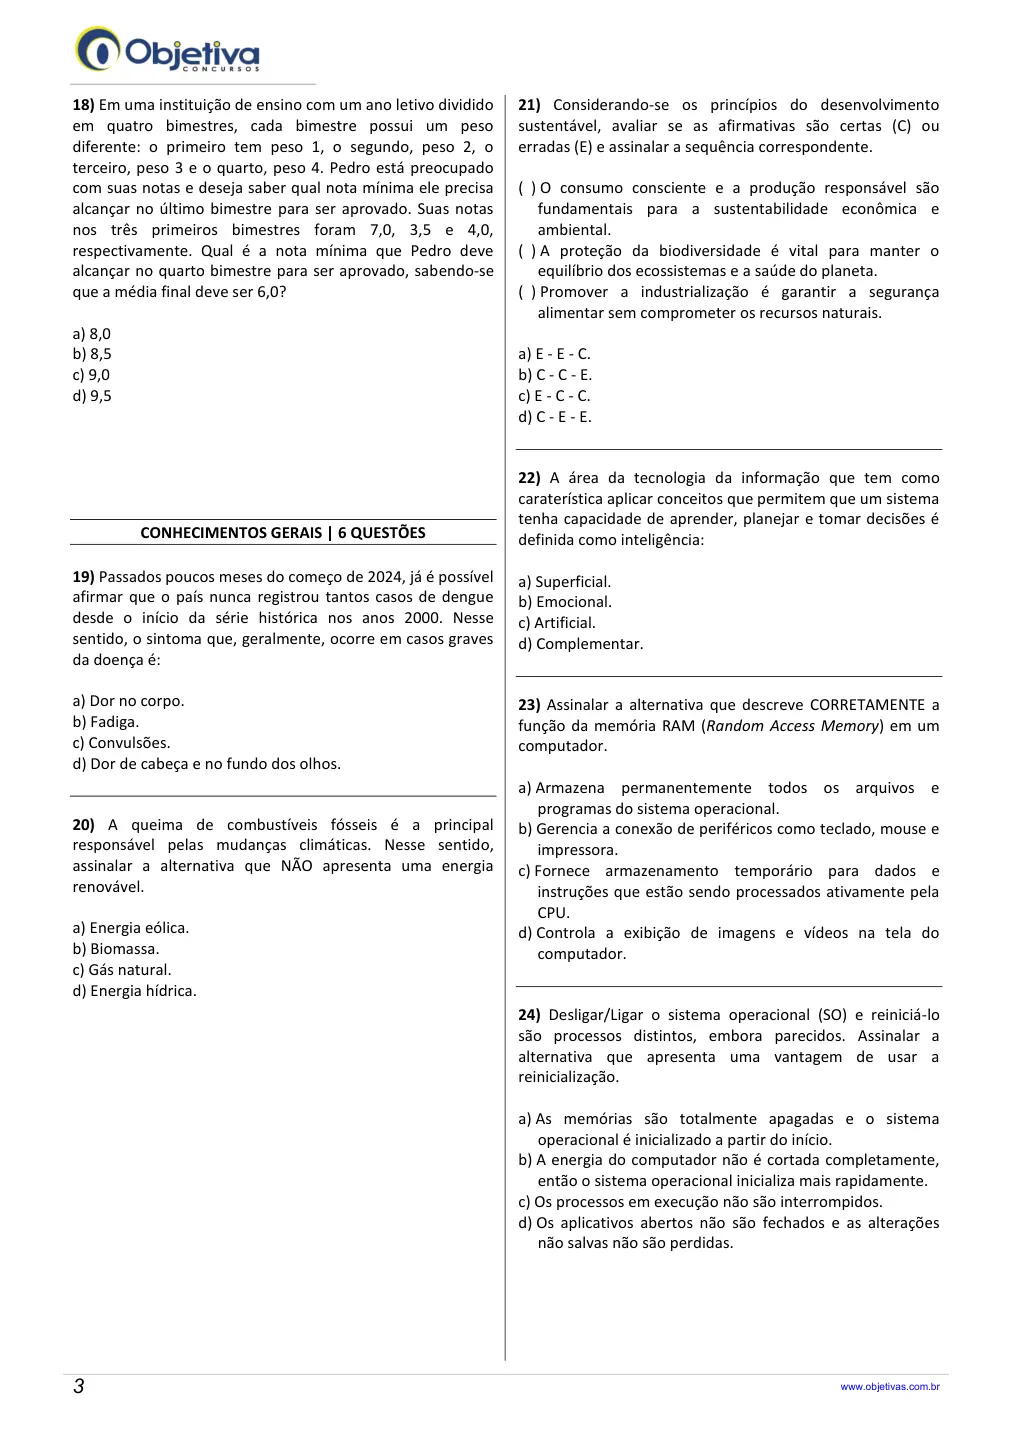 Objetiva
CONCURSOS
18) Em uma instituição de ensino com um ano letivo dividido
em quatro bimestres, cada bimestre possui um peso
diferente: o primeiro tem peso 1, o segundo, peso 2, o
terceiro, peso 3 e o quarto, peso 4. Pedro está preocupado
com suas notas e deseja saber qual nota mínima ele precisa
alcançar no último bimestre para ser aprovado. Suas notas
nos três primeiros bimestres foram 7,0, 3,5 e 4,0,
respectivamente. Qual é a nota mínima que Pedro deve
alcançar no quarto bimestre para ser aprovado, sabendo-se
que a média final deve ser 6,0?
a) 8,0
b) 8,5
c) 9,0
d) 9,5
CONHECIMENTOS GERAIS | 6 QUESTÕES
19) Passados poucos meses do começo de 2024, já é possível
afirmar que o país nunca registrou tantos casos de dengue
desde o início da série histórica nos anos 2000. Nesse
sentido, o sintoma que, geralmente, ocorre em casos graves
da doença é:
a) Dor no corpo.
b) Fadiga.
c) Convulsões.
d) Dor de cabeça e no fundo dos olhos.
20) A queima de combustíveis fósseis é a principal
responsável pelas mudanças climáticas. Nesse sentido,
assinalar a alternativa que NÃO apresenta uma energia
renovável.
a) Energia eólica.
b) Biomassa.
c) Gás natural.
d) Energia hídrica.
21) Considerando-se os princípios do desenvolvimento
sustentável, avaliar se as afirmativas são certas (C) ou
erradas (E) e assinalar a sequência correspondente.
( ) O consumo consciente e a produção responsável são
fundamentais para a sustentabilidade econômica e
ambiental.
( ) A proteção da biodiversidade é vital para manter o
equilíbrio dos ecossistemas e a saúde do planeta.
( ) Promover a industrialização é garantir a segurança
alimentar sem comprometer os recursos naturais.
a) E - E - C.
b) C - C - E.
c) E - C - C.
d) C - E - E.
22) A área da tecnologia da informação que tem como
caraterística aplicar conceitos que permitem que um sistema
tenha capacidade de aprender, planejar e tomar decisões é
definida como inteligência:
a) Superficial.
b) Emocional.
c) Artificial.
d) Complementar.
23) Assinalar a alternativa que descreve CORRETAMENTE a
função da memória RAM (Random Access Memory) em um
computador.
a) Armazena permanentemente todos os arquivos e
programas do sistema operacional.
b) Gerencia a conexão de periféricos como teclado, mouse e
impressora.
c) Fornece armazenamento temporário para dados e
instruções que estão sendo processados ativamente pela
CPU.
d) Controla a exibição de imagens e vídeos na tela do
computador.
24) Desligar/Ligar o sistema operacional (SO) e reiniciá-lo
são processos distintos, embora parecidos. Assinalar a
alternativa que apresenta uma vantagem de usar a
reinicialização.
a) As memórias são totalmente apagadas e o sistema
operacional é inicializado a partir do início.
b) A energia do computador não é cortada completamente,
então o sistema operacional inicializa mais rapidamente.
c) Os processos em execução não são interrompidos.
d) Os aplicativos abertos não são fechados e as alterações
não salvas não são perdidas.
3
www.objetivas.com.br